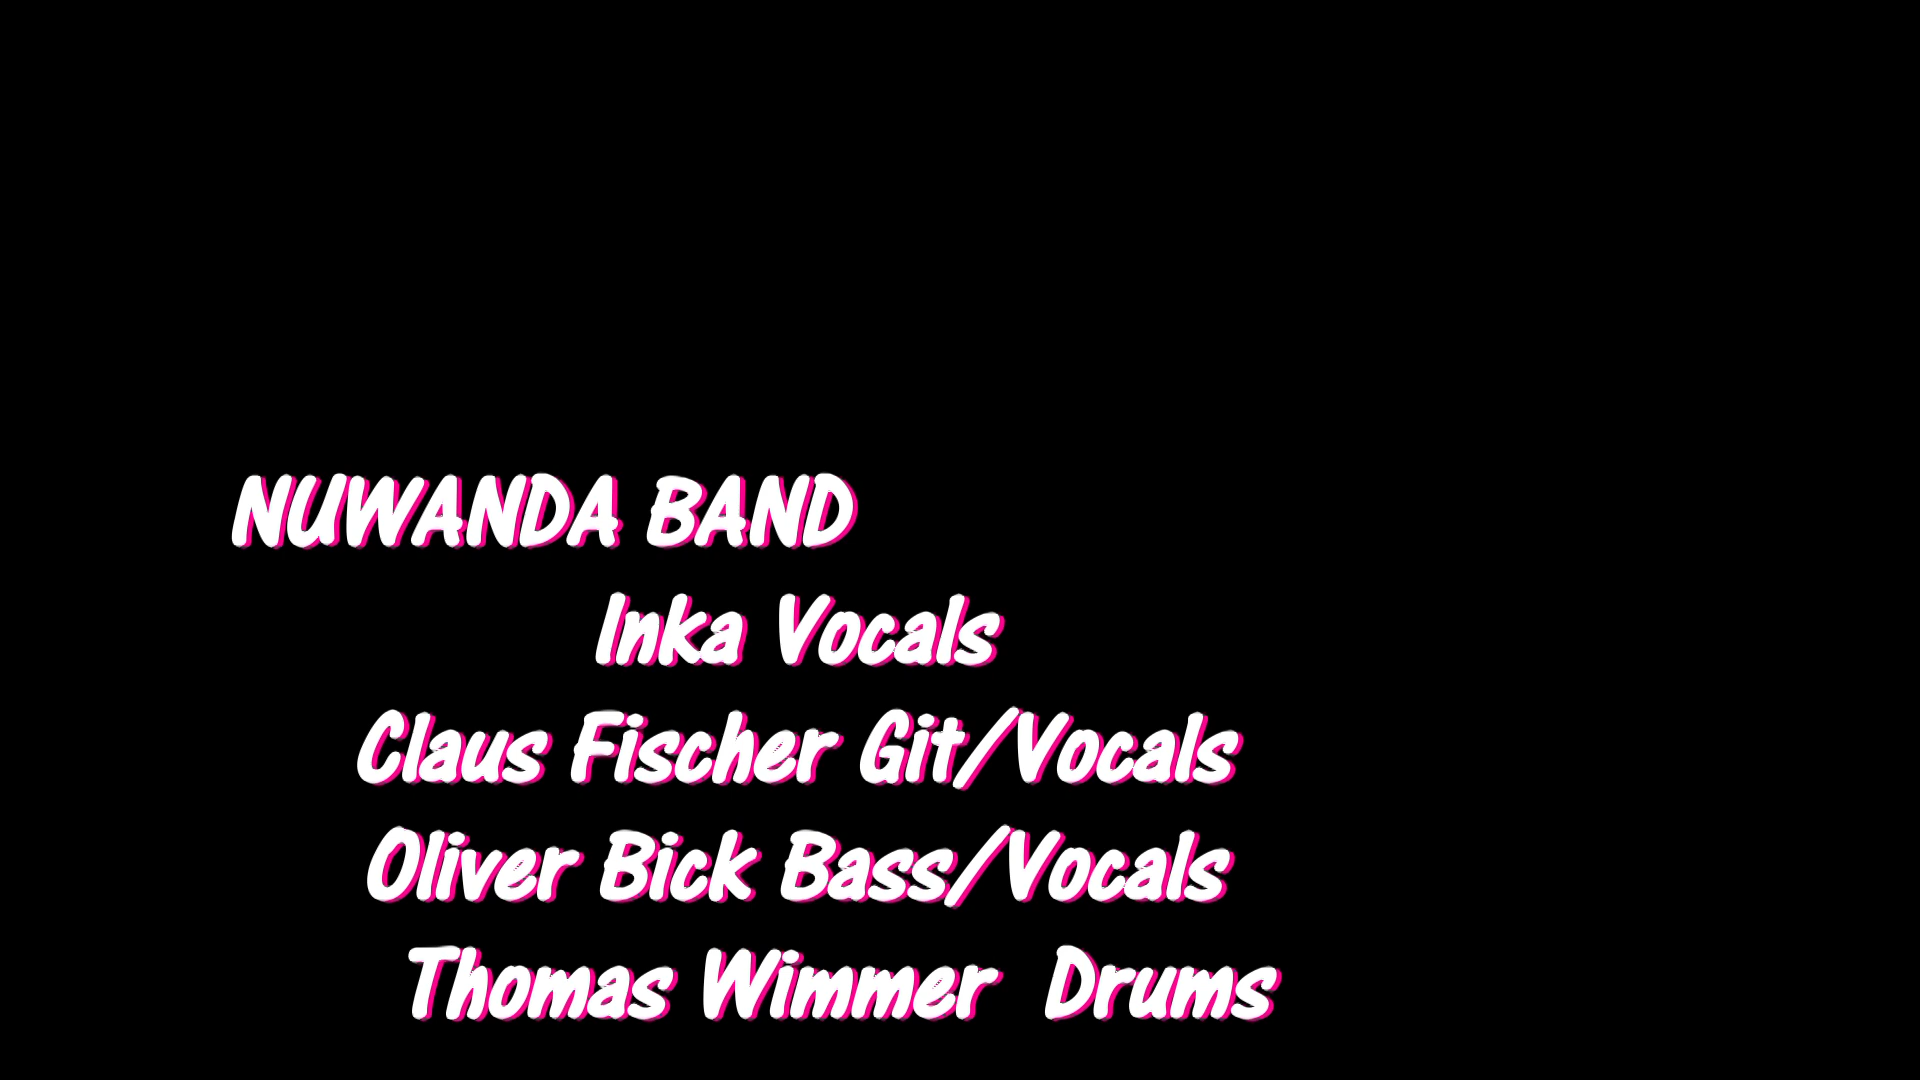 NUWANDA BAND
Inka Vocals
Claus Fischer Git/Vocals
Oliver Bick Bass/Vocals
Thomas Wimmer  Drums